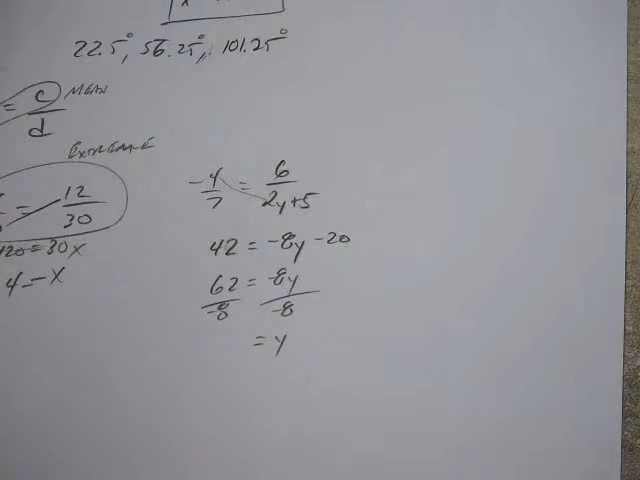 x
22.5°, 56.25°, 101.25°
= c/d MEAN
EXTREME
= 12/30
120 = 30x
4 = x
-4/7 = 6/2y+5
42 = -8y -20
62 = -8y
-8 -8
= y